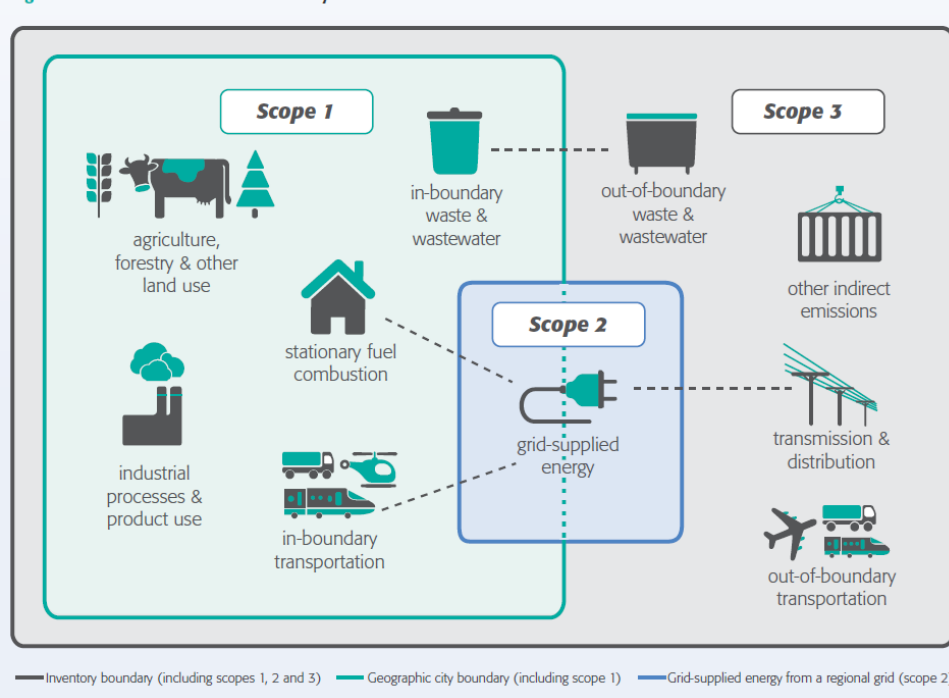 Scope 1
Scope 3
in-boundary
waste &
wastewater
out-of-boundary
waste &
wastewater
agriculture,
forestry & other
land use
other indirect
emissions
Scope 2
stationary fuel
combustion
grid-supplied
energy
transmission &
distribution
industrial
processes &
product use
in-boundary
transportation
out-of-boundary
transportation
Inventory boundary (including scopes 1, 2 and 3) Geographic city boundary (including scope 1) Grid-supplied energy from a regional grid (scope 2